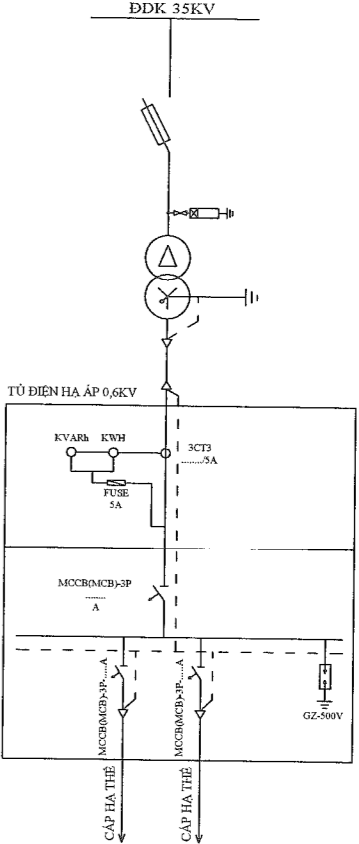 ĐDK 35KV
TỦ ĐIỆN HẠ ÁP 0,6KV
KVARh KWH
3CT3
........./5A
FUSE
5A
MCCB(MCB)-3P
........
A
MCCB(MCB)-3P-......A
MCCB(MCB)-3P-......A
GZ-500V
CÁP HẠ THẾ
CÁP HẠ THẾ